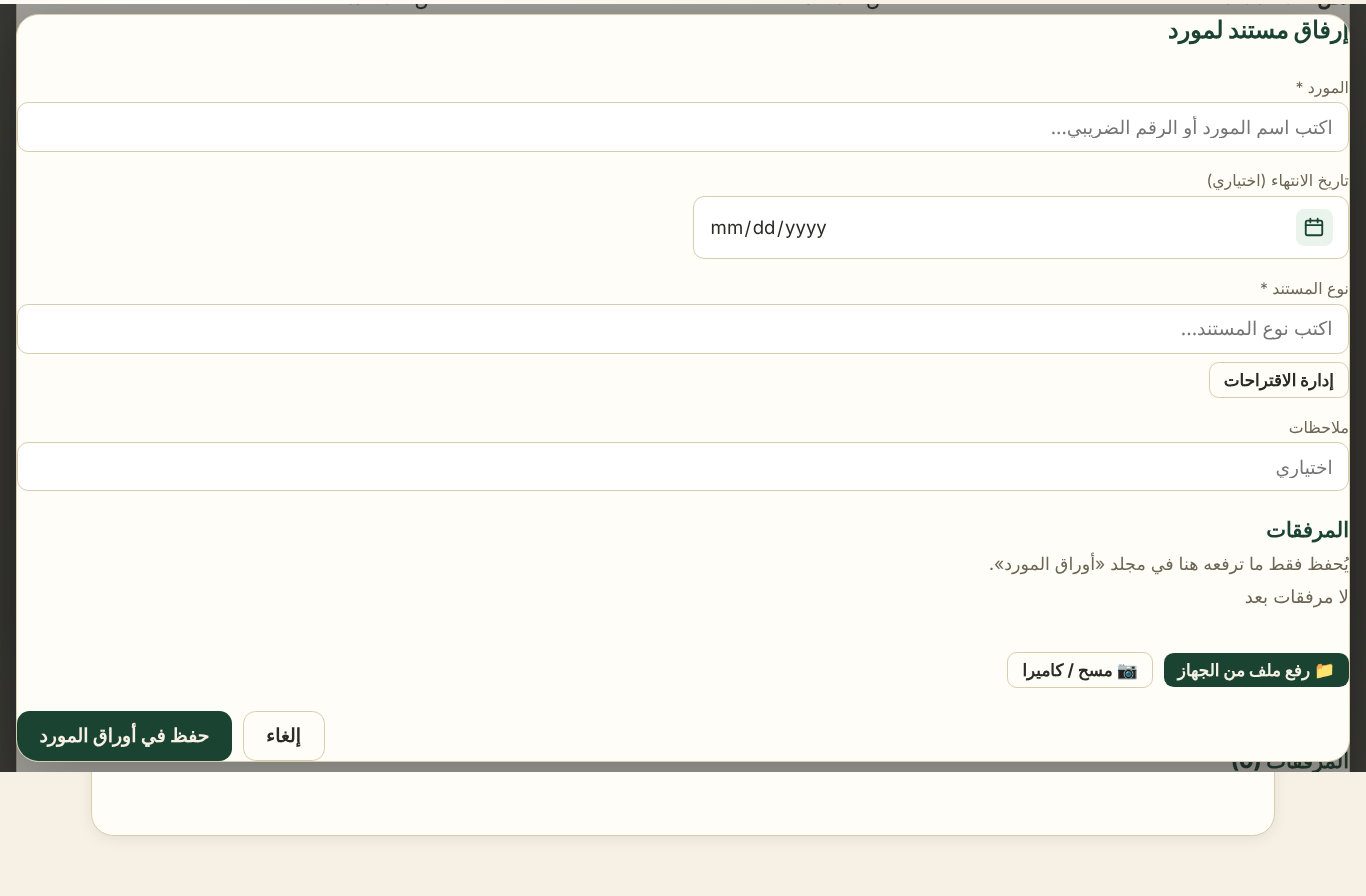 إرفاق مستند لمورد
المورد *
اكتب اسم المورد أو الرقم الضريبي...
تاريخ الانتهاء (اختياري)
mm/dd/yyyy
نوع المستند *
اكتب نوع المستند...
إدارة الاقتراحات
ملاحظات
اختياري
المرفقات
يُحفظ فقط ما ترفعه هنا في مجلد «أوراق المورد».
لا مرفقات بعد
📁 رفع ملف من الجهاز
📷 مسح / كاميرا
إلغاء
حفظ في أوراق المورد
المرفقات (0)